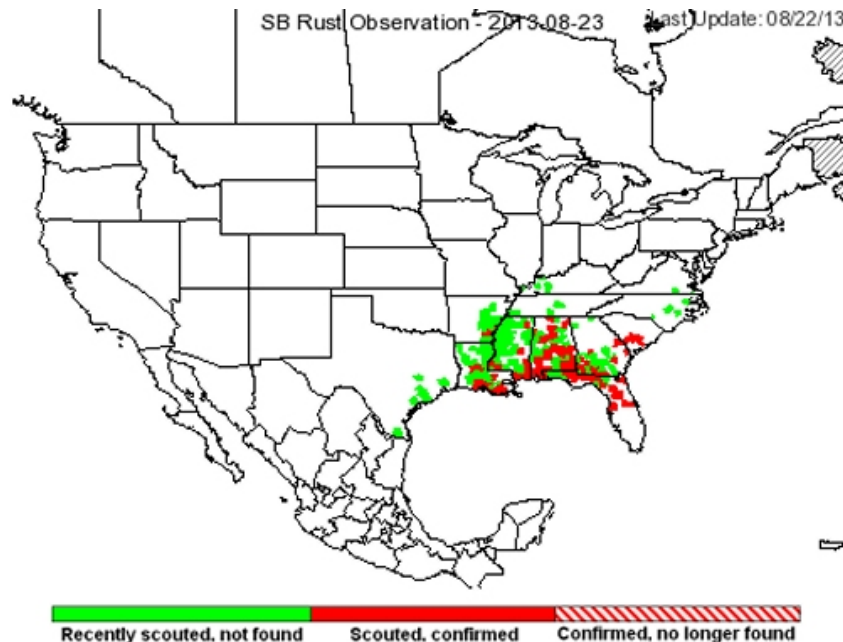 SB Rust Observation - 2013-08-23
Last Update: 08/22/13
Recently scouted, not found
Scouted, confirmed
Confirmed, no longer found